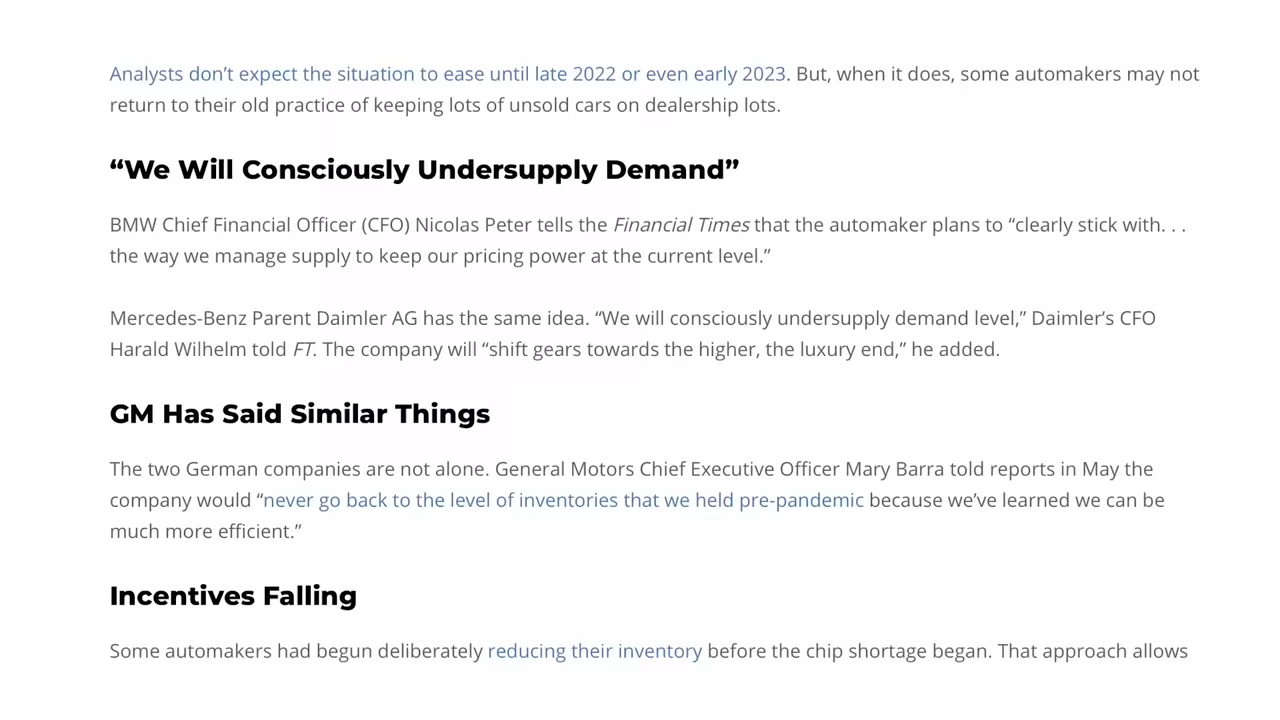 Analysts don’t expect the situation to ease until late 2022 or even early 2023. But, when it does, some automakers may not
return to their old practice of keeping lots of unsold cars on dealership lots.
“We Will Consciously Undersupply Demand”
BMW Chief Financial Officer (CFO) Nicolas Peter tells the Financial Times that the automaker plans to “clearly stick with. . .
the way we manage supply to keep our pricing power at the current level.”
Mercedes-Benz Parent Daimler AG has the same idea. “We will consciously undersupply demand level,” Daimler’s CFO
Harald Wilhelm told FT. The company will “shift gears towards the higher, the luxury end,” he added.
GM Has Said Similar Things
The two German companies are not alone. General Motors Chief Executive Officer Mary Barra told reports in May the
company would “never go back to the level of inventories that we held pre-pandemic because we’ve learned we can be
much more efficient.”
Incentives Falling
Some automakers had begun deliberately reducing their inventory before the chip shortage began. That approach allows